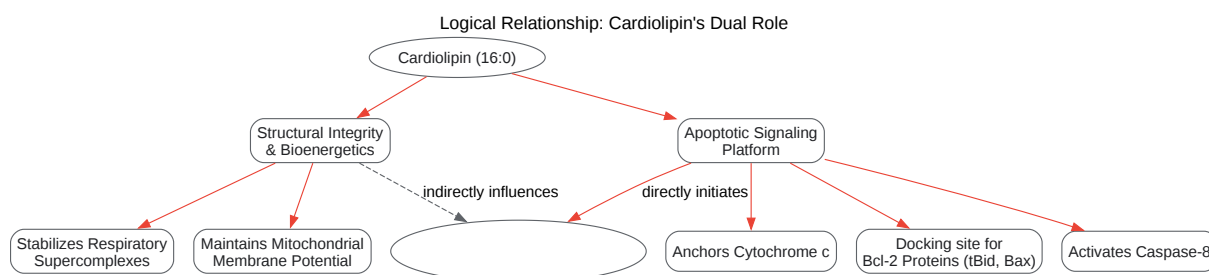 Logical Relationship: Cardiolipin's Dual Role
Cardiolipin (16:0)
Structural Integrity
& Bioenergetics
Apoptotic Signaling
Platform
indirectly influences
directly initiates
Stabilizes Respiratory
Supercomplexes
Maintains Mitochondrial
Membrane Potential
Anchors Cytochrome c
Docking site for
Bcl-2 Proteins (tBid, Bax)
Activates Caspase-8